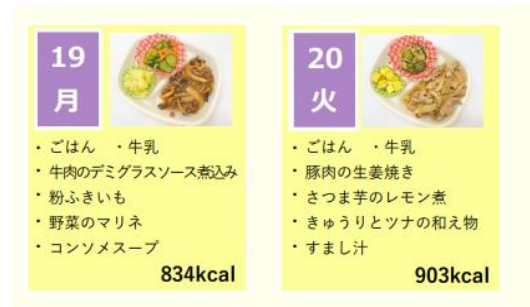 19
月
・ ごはん ・牛乳
・ 牛肉のデミグラスソース煮込み
・ 粉ふきいも
・ 野菜のマリネ
・ コンソメスープ
834kcal
20
火
・ ごはん ・牛乳
・ 豚肉の生姜焼き
・ さつま芋のレモン煮
・ きゅうりとツナの和え物
・ すまし汁
903kcal